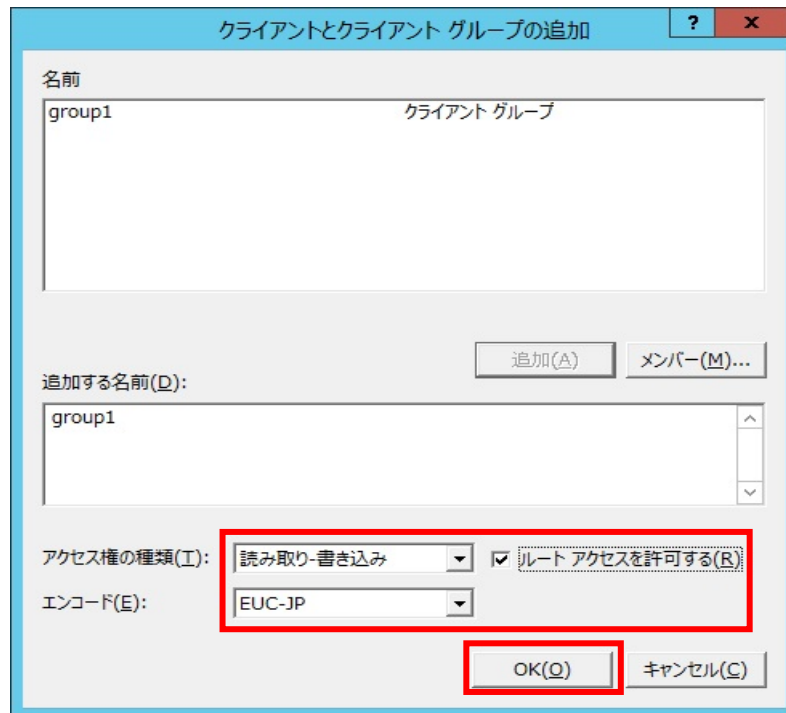 クライアントとクライアント グループの追加 ? x
名前
group1 クライアント グループ
追加(A) メンバー(M)...
追加する名前(D):
group1
アクセス権の種類(T): 読み取り-書き込み ルート アクセスを許可する(R)
エンコード(E): EUC-JP
OK(O) キャンセル(C)